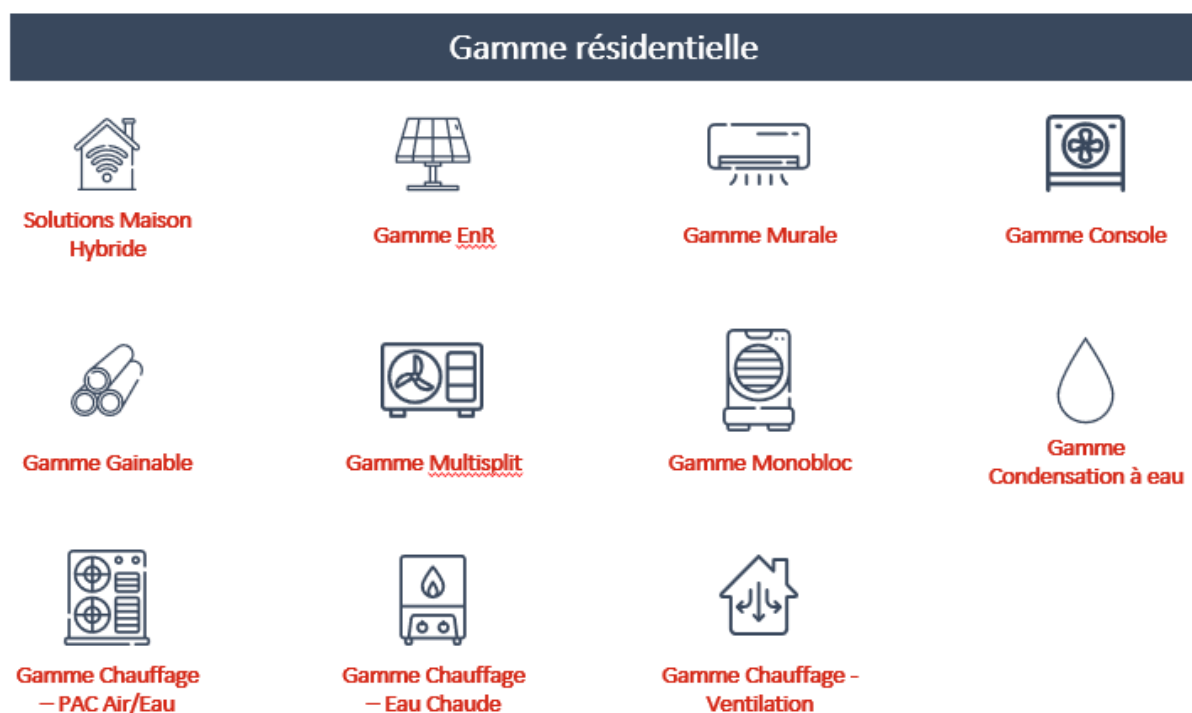 Gamme résidentielle
Solutions Maison
Hybride
Gamme EnR
Gamme Murale
Gamme Console
Gamme Gainable
Gamme Multisplit
Gamme Monobloc
Gamme
Condensation à eau
Gamme Chauffage
– PAC Air/Eau
Gamme Chauffage
– Eau Chaude
Gamme Chauffage -
Ventilation